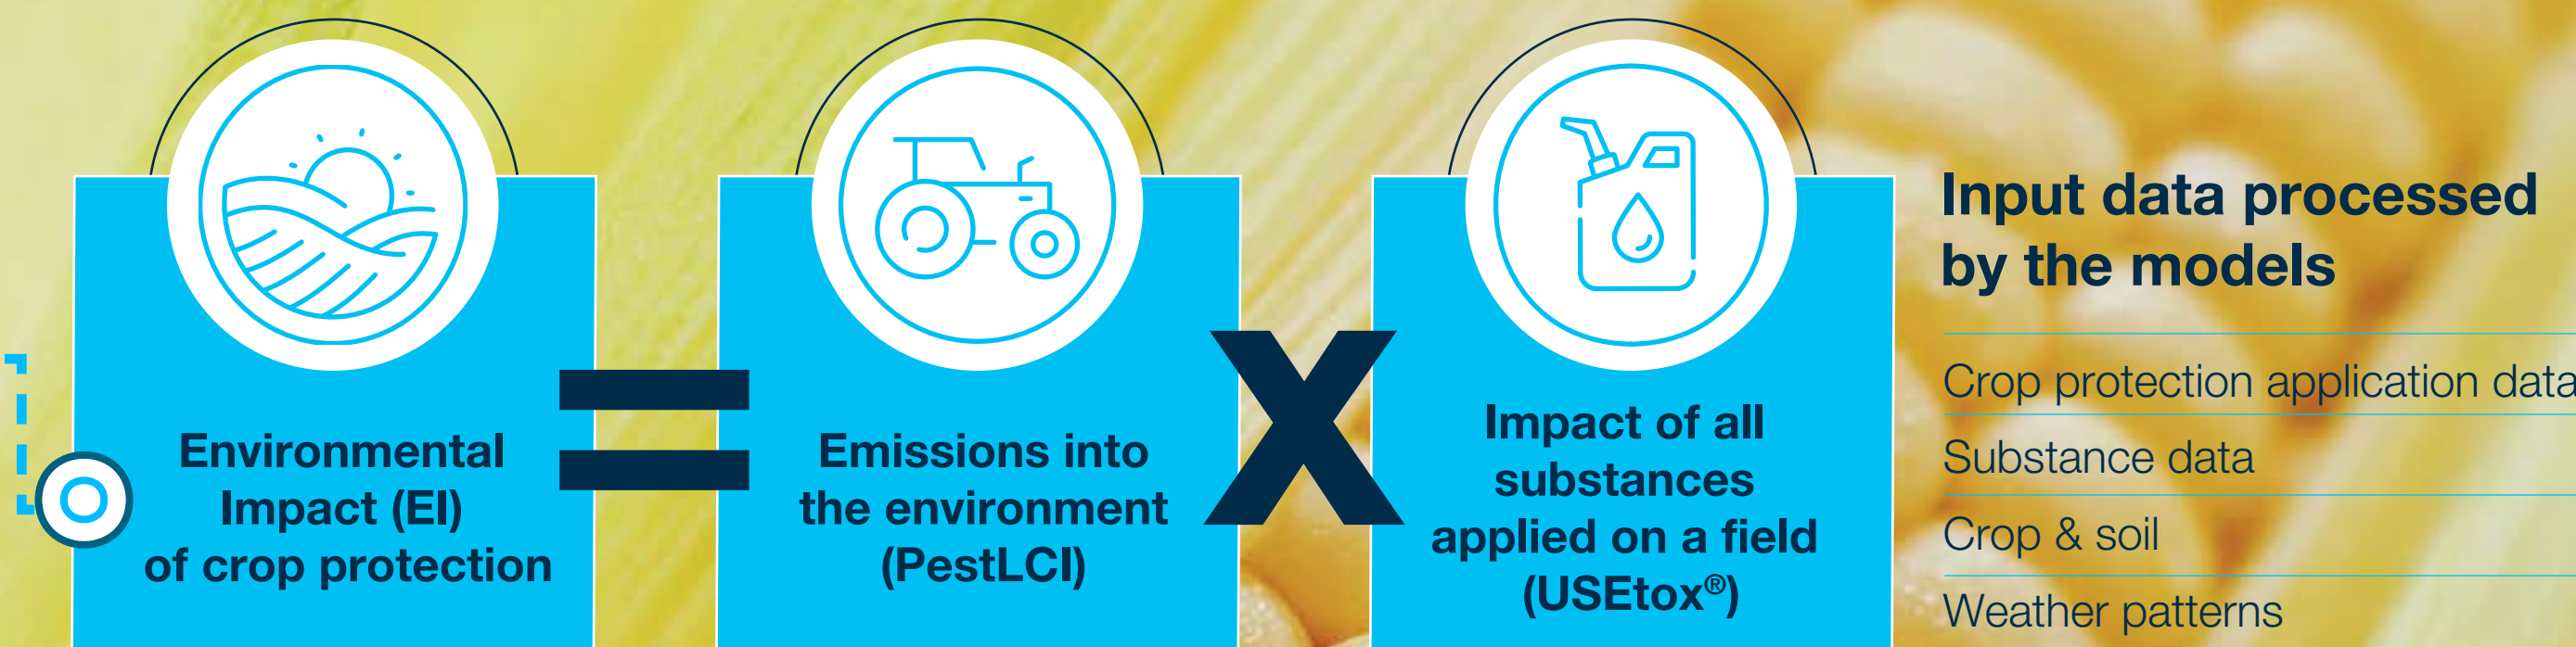 Environmental
Impact (EI)
of crop protection
=
Emissions into
the environment
(PestLCI)
X
Impact of all
substances
applied on a field
(USEtox®)
Input data processed
by the models
Crop protection application data
Substance data
Crop & soil
Weather patterns